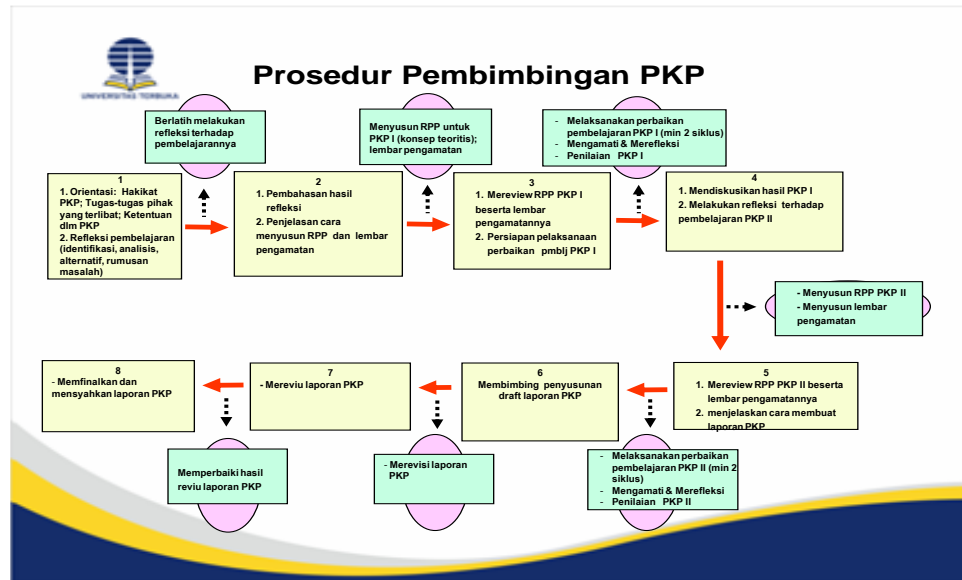 UNIVERSITAS TERBUKA
Prosedur Pembimbingan PKP
Berlatih melakukan
refleksi terhadap
pembelajarannya
Menyusun RPP untuk
PKP I (konsep teoritis);
lembar pengamatan
- Melaksanakan perbaikan
pembelajaran PKP I (min 2
siklus)
- Mengamati & Merefleksi
- Penilaian PKP I
1
1. Orientasi: Hakikat
PKP; Tugas-tugas pihak
yang terlibat; Ketentuan
dlm PKP
2. Refleksi pembelajaran
(identifikasi, analisis,
alternatif, rumusan
masalah)
2
1. Pembahasan hasil
refleksi
2. Penjelasan cara
menyusun RPP dan lembar
pengamatan
3
1. Mereview RPP PKP I
beserta lembar
pengamatannya
2. Persiapan pelaksanaan
perbaikan pmblj PKP I
4
1. Mendiskusikan hasil PKP I
2. Melakukan refleksi terhadap
pembelajaran PKP II
- Menyusun RPP PKP II
- Menyusun lembar
pengamatan
8
- Memfinalkan dan
mensyahkan laporan PKP
7
- Mereviu laporan PKP
6
Membimbing penyusunan
draft laporan PKP
5
1. Mereview RPP PKP II beserta
lembar pengamatannya
2. menjelaskan cara membuat
laporan PKP
Memperbaiki hasil
reviu laporan PKP
- Merevisi laporan
PKP
- Melaksanakan perbaikan
pembelajaran PKP II (min 2
siklus)
- Mengamati & Merefleksi
- Penilaian PKP II